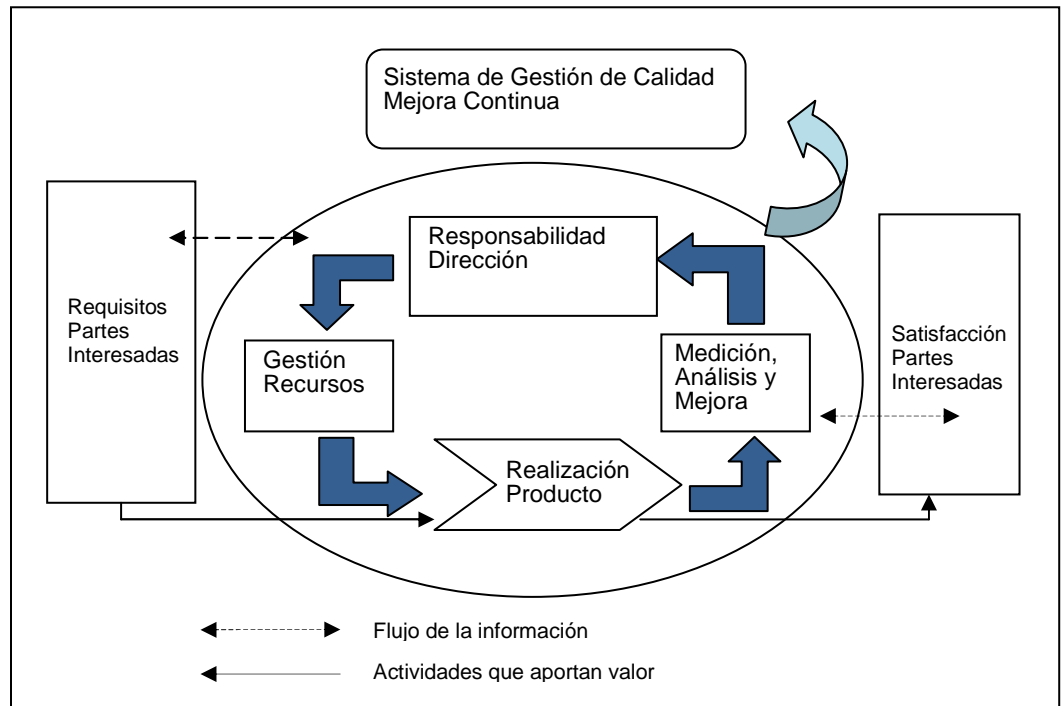 Sistema de Gestión de Calidad
Mejora Continua
Responsabilidad
Dirección
Requisitos
Partes
Interesadas
Gestión
Recursos
Medición,
Análisis y
Mejora
Satisfacción
Partes
Interesadas
Realización
Producto
Flujo de la información
Actividades que aportan valor